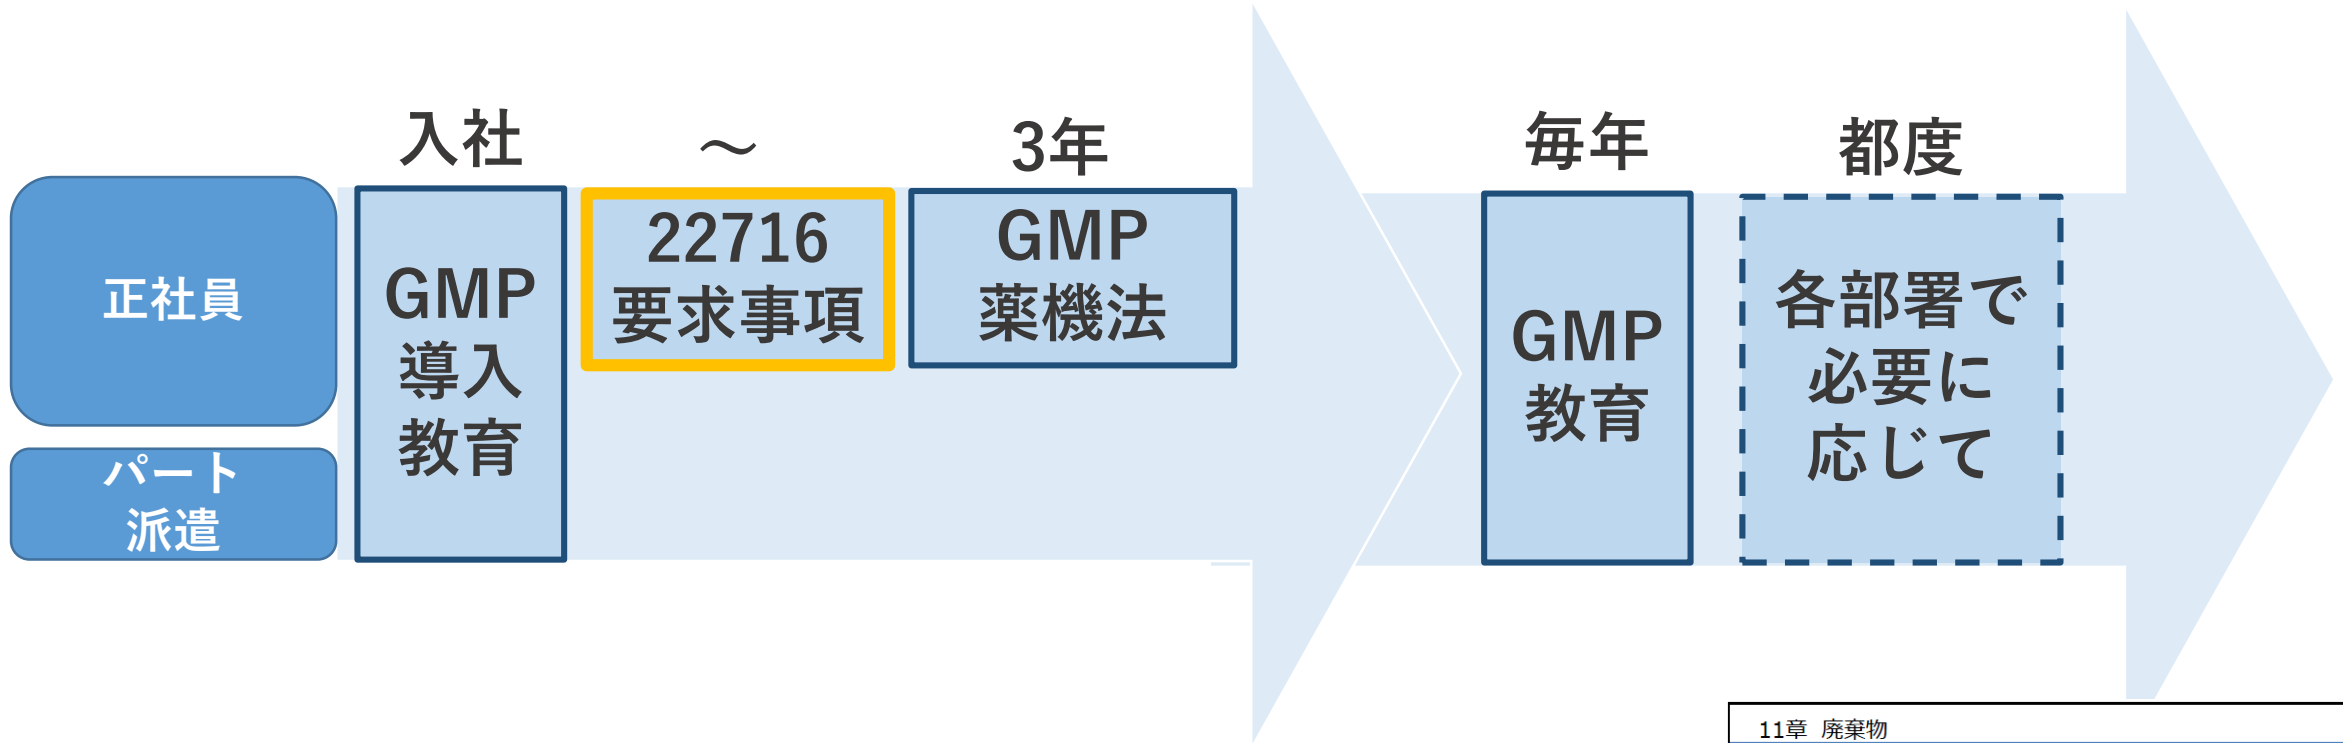 入社
～
3年
毎年
都度
正社員
パート
派遣
GMP
導入
教育
22716
要求事項
GMP
薬機法
GMP
教育
各部署で
必要に
応じて
11章 廃棄物